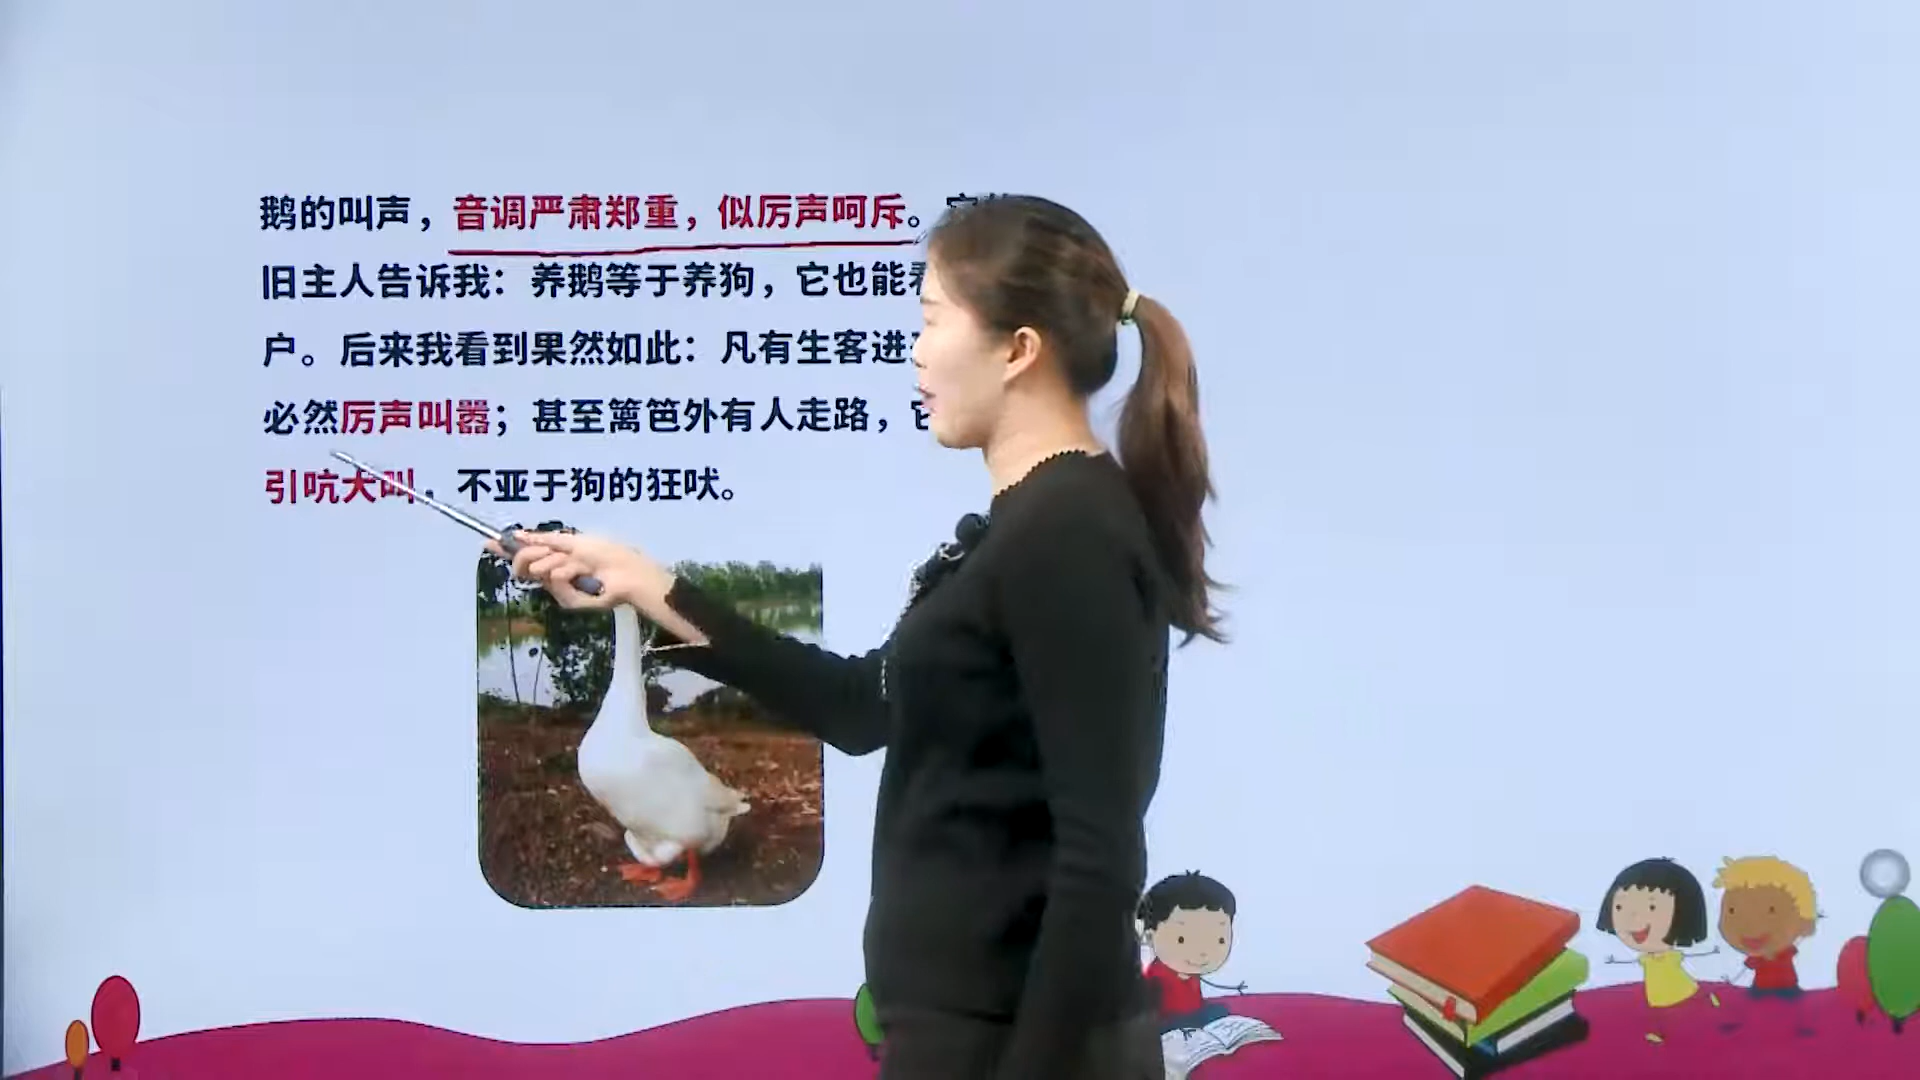 鹅的叫声，音调严肃郑重，似厉声呵斥。
旧主人告诉我：养鹅等于养狗，它也能
户。后来我看到果然如此：凡有生客进
必然厉声叫嚣；甚至篱笆外有人走路，
引吭大叫，不亚于狗的狂吠。